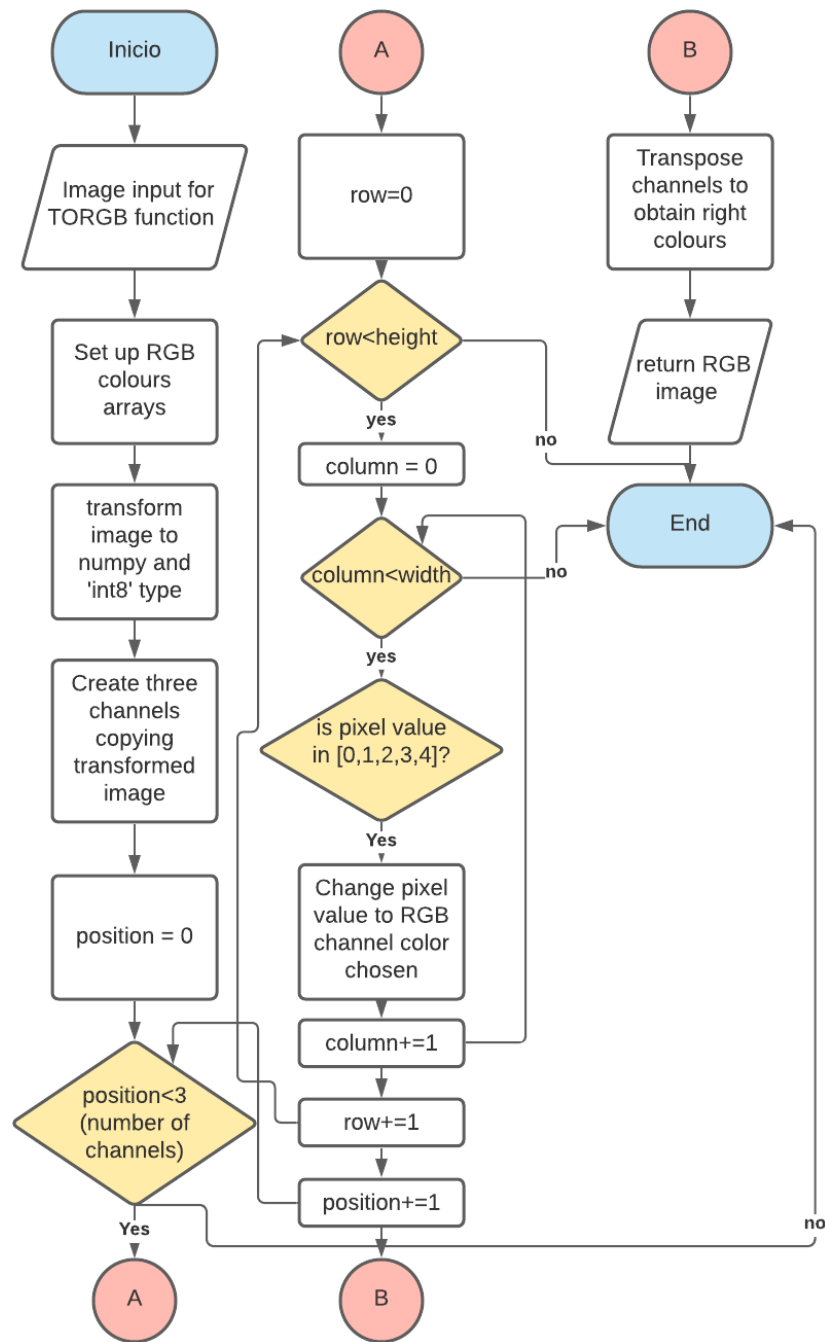 Inicio
Image input for
TORGB function
Set up RGB
colours
arrays
transform
image to
numpy and
'int8' type
Create three
channels
copying
transformed
image
position = 0
position<3
(number of
channels)
Yes
A
A
row=0
row<height
yes
no
column = 0
column<width
no
yes
is pixel value
in [0,1,2,3,4]?
Yes
Change pixel
value to RGB
channel color
chosen
column+=1
row+=1
position+=1
B
B
Transpose
channels to
obtain right
colours
return RGB
image
End
no